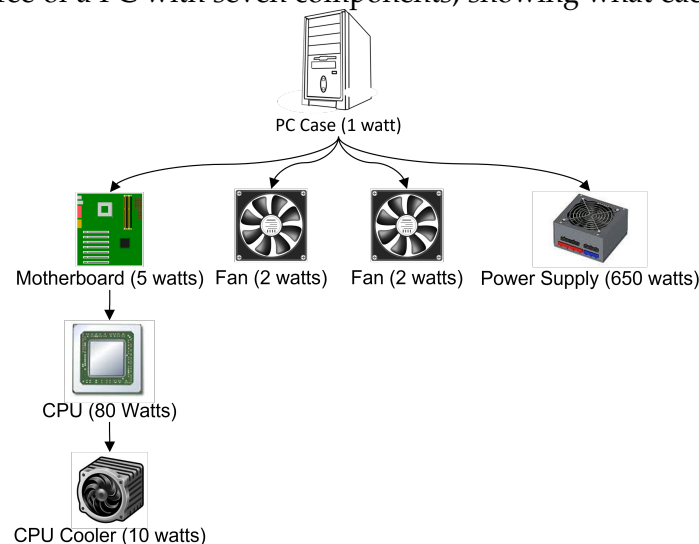 of a PC with seven components, showing what
PC Case (1 watt)
Motherboard (5 watts) Fan (2 watts) Fan (2 watts) Power Supply (650 watts)
CPU (80 Watts)
CPU Cooler (10 watts)